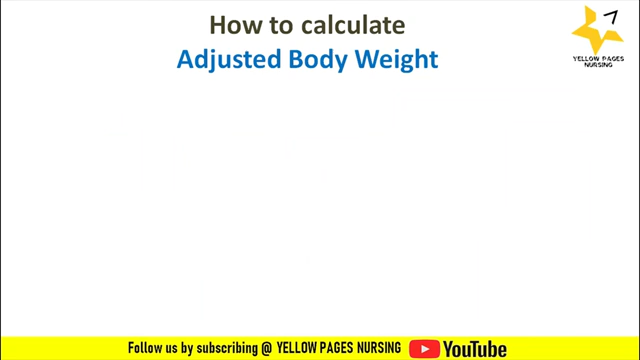 How to calculate
Adjusted Body Weight
YELLOW PAGES
NURSING
Follow us by subscribing @ YELLOW PAGES NURSING YouTube